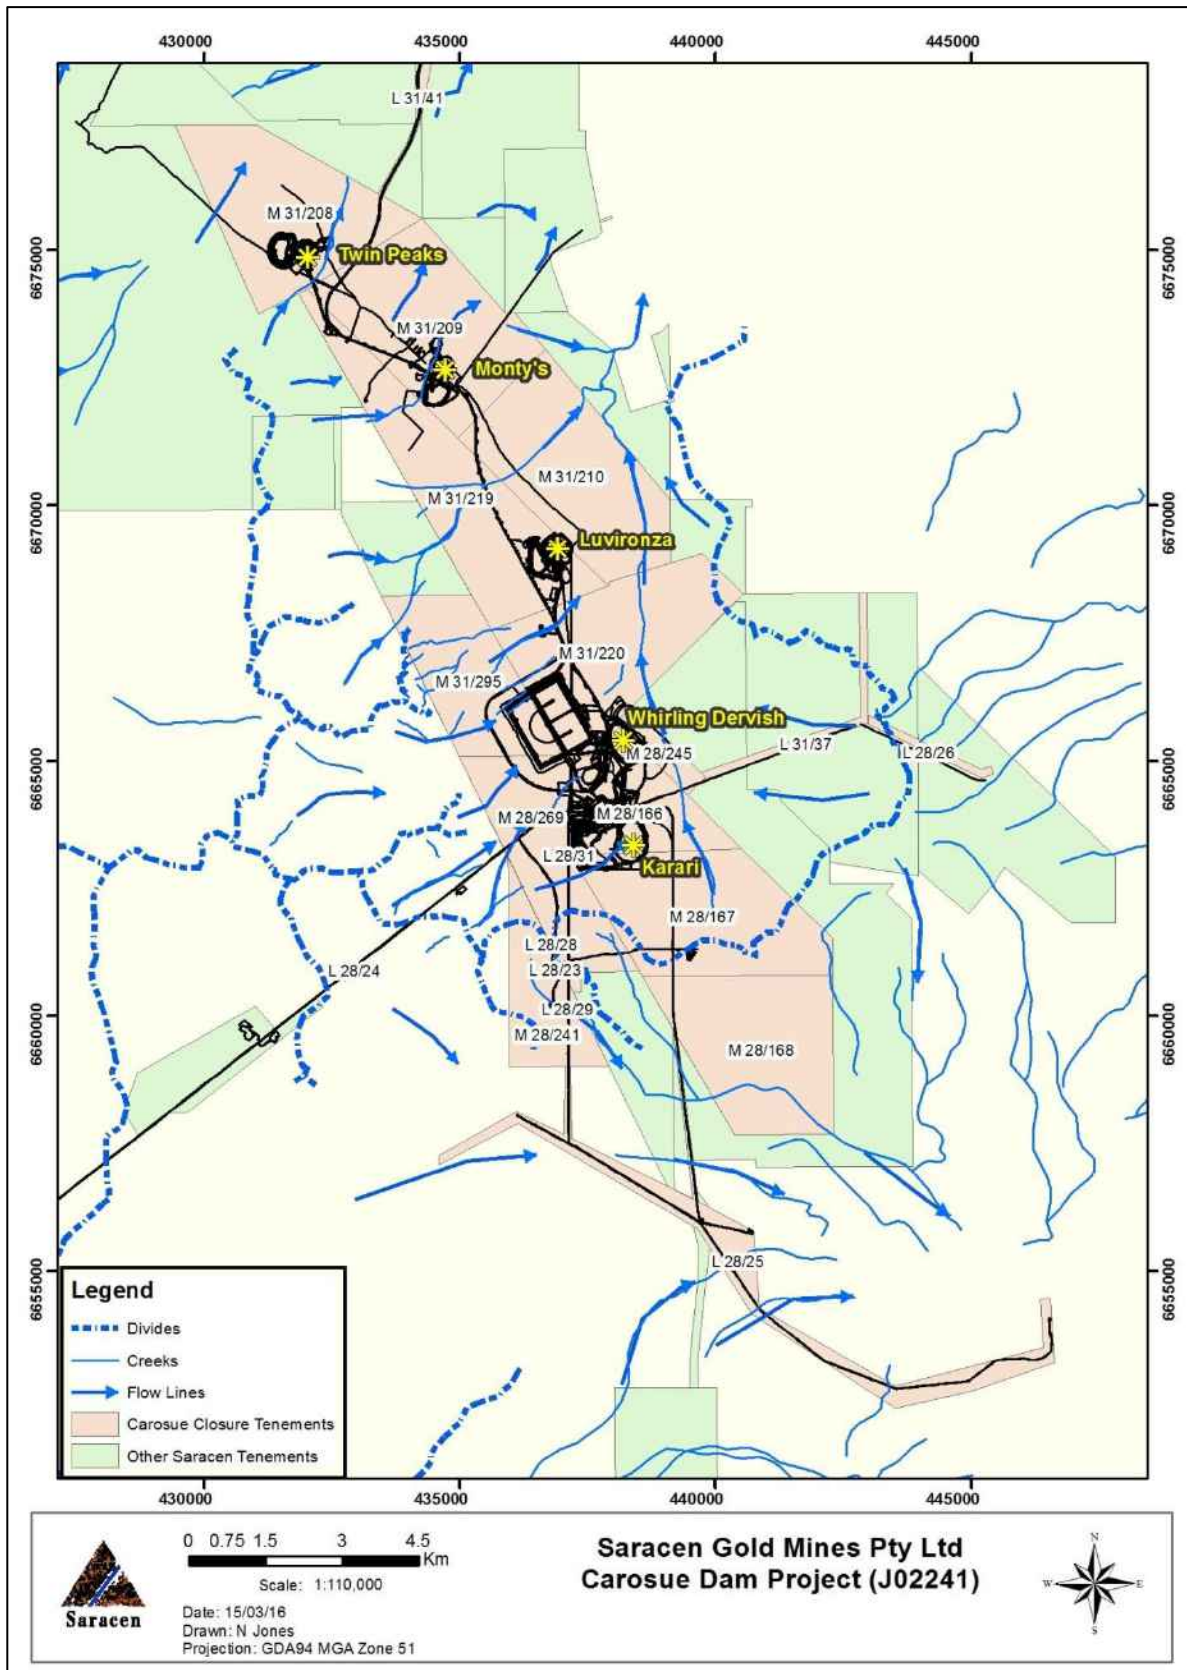 430000 435000 440000 445000
L 31/41
M 31/208
6675000
Twin Peaks
6675000
M 31/209
Monty's
M 31/210
M 31/219
6670000
6670000
Luvironza
M 31/220
M 31/295
Whirling Dervish
L 31/37
L 28/26
M 28/245
6665000
6665000
M 28/269
M 28/166
L 28/31
Karari
M 28/167
L 28/28
L 28/24
L 28/23
L 28/29
6660000
6660000
M 28/241
M 28/168
L 28/25
6655000
6655000
Legend
Divides
Creeks
Flow Lines
Carosue Closure Tenements
Other Saracen Tenements
430000 435000 440000 445000
Saracen
0 0.75 1.5 3 4.5
Km
Scale: 1:110,000
Date: 15/03/16
Drawn: N Jones
Projection: GDA94 MGA Zone 51
Saracen Gold Mines Pty Ltd
Carosue Dam Project (J02241)
N
W E
S